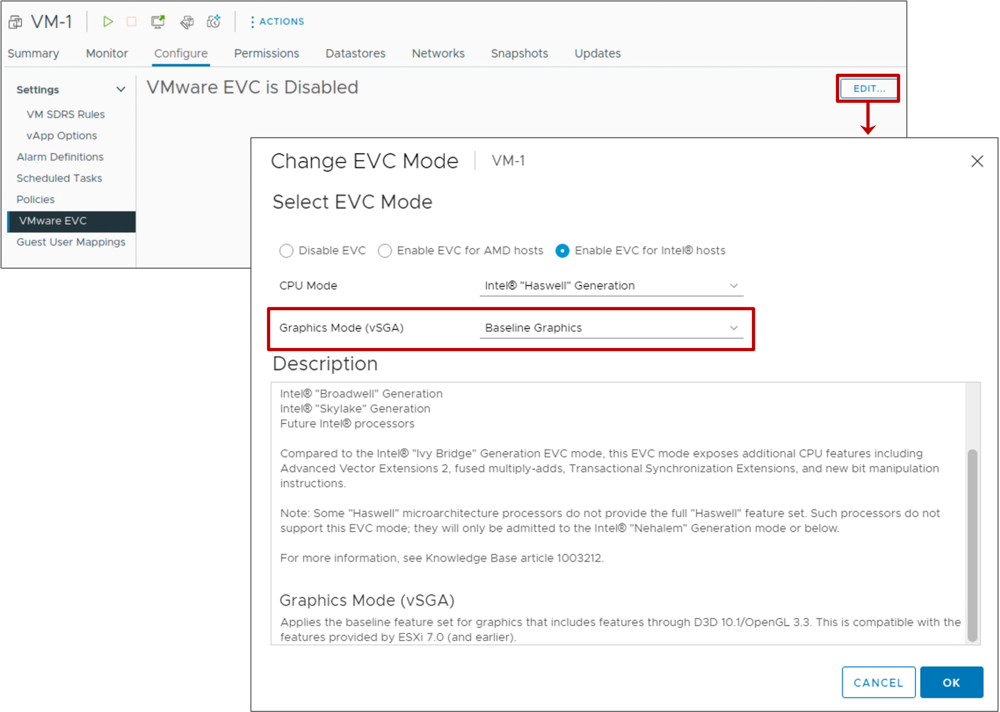 VM-1
ACTIONS
Summary Monitor Configure Permissions Datastores Networks Snapshots Updates
Settings
VM SDRS Rules
vApp Options
Alarm Definitions
Scheduled Tasks
Policies
VMware EVC
Guest User Mappings
VMware EVC is Disabled
EDIT...
Change EVC Mode VM-1
Select EVC Mode
Disable EVC Enable EVC for AMD hosts Enable EVC for Intel® hosts
CPU Mode Intel® "Haswell" Generation
Graphics Mode (vSGA) Baseline Graphics
Description
Intel® "Broadwell" Generation
Intel® "Skylake" Generation
Future Intel® processors
Compared to the Intel® "Ivy Bridge" Generation EVC mode, this EVC mode exposes additional CPU features including
Advanced Vector Extensions 2, fused multiply-adds, Transactional Synchronization Extensions, and new bit manipulation
instructions.
Note: Some "Haswell" microarchitecture processors do not provide the full "Haswell" feature set. Such processors do not
support this EVC mode; they will only be admitted to the Intel® "Nehalem" Generation mode or below.
For more information, see Knowledge Base article 1003212.
Graphics Mode (vSGA)
Applies the baseline feature set for graphics that includes features through D3D 10.1/OpenGL 3.3. This is compatible with the
features provided by ESXi 7.0 (and earlier).
CANCEL OK